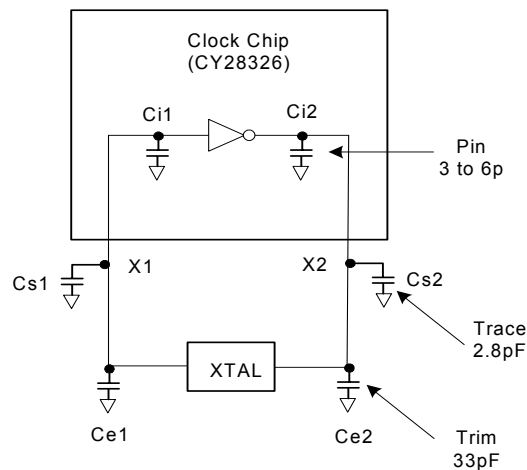 Clock Chip
(CY28326)
Ci1
Ci2
Pin
3 to 6p
X1
X2
Cs1
Cs2
Trace
2.8pF
XTAL
Ce1
Ce2
Trim
33pF